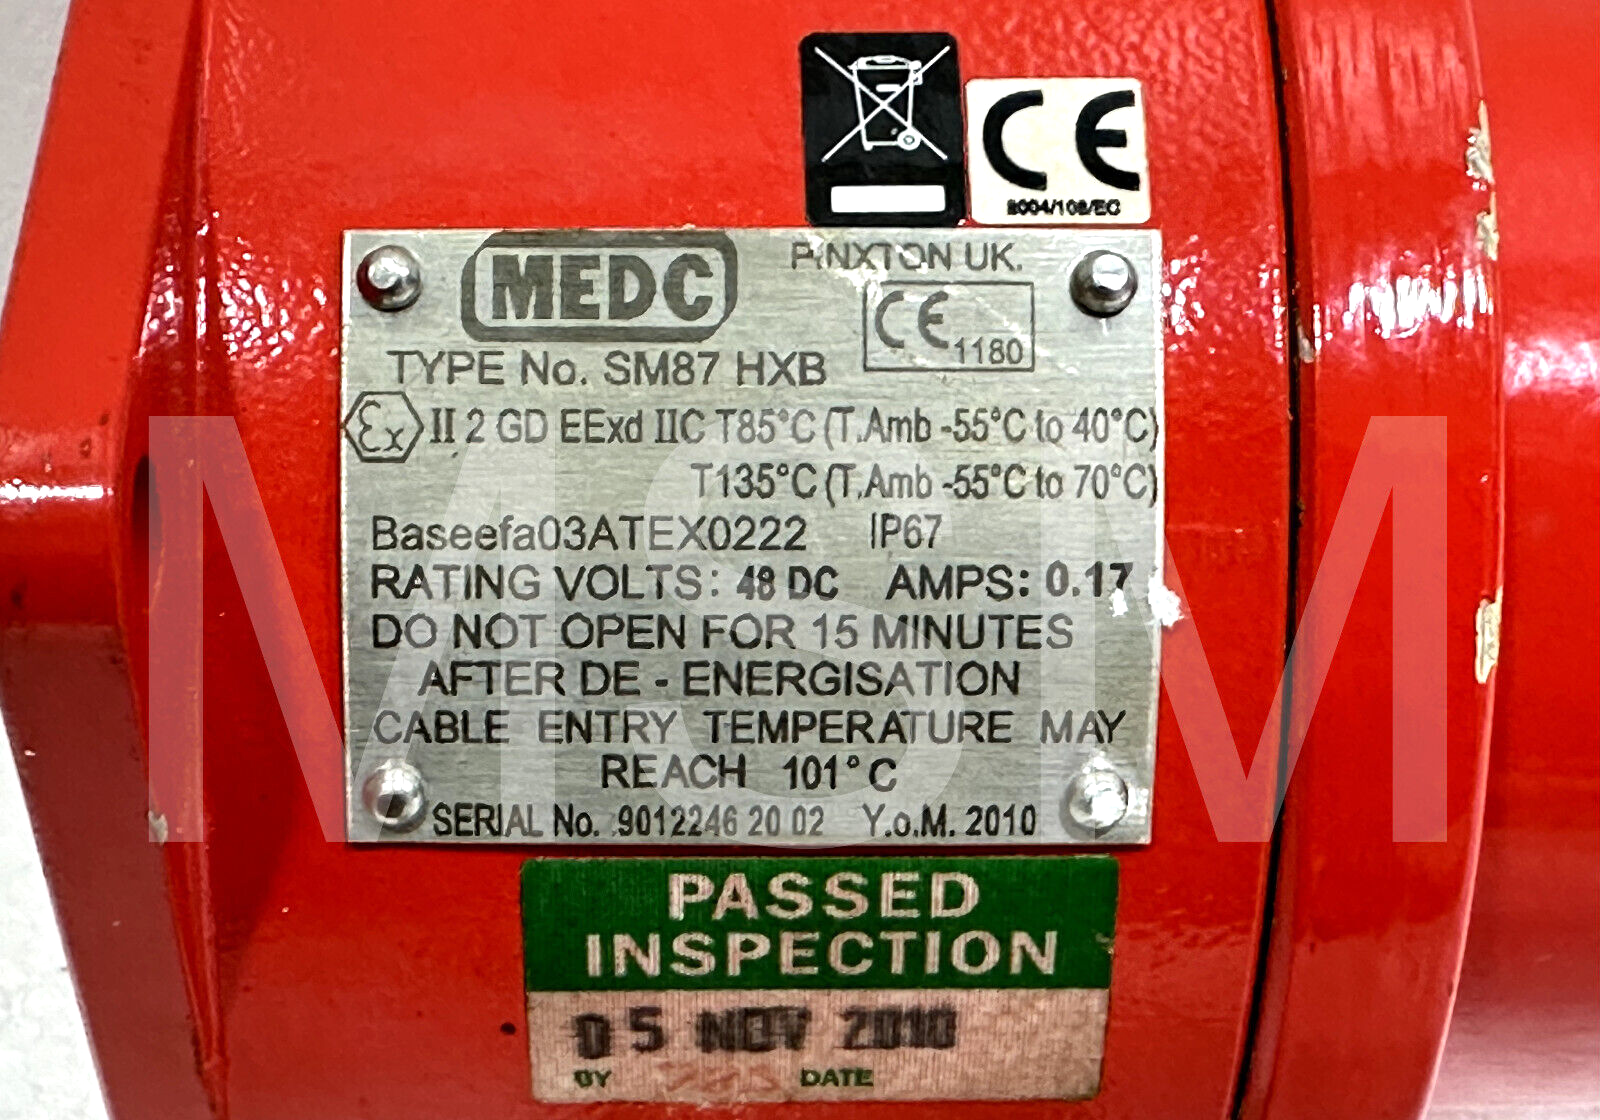 CE
2004/108/EC
MEDC
PINXTON UK.
CE 1180
TYPE No. SM87 HXB
Ex II 2 GD EExd IIC T85°C (T.Amb -55°C to 40°C)
T135°C (T.Amb -55°C to 70°C)
Baseefa03ATEX0222 IP67
RATING VOLTS: 48 DC AMPS: 0.17
DO NOT OPEN FOR 15 MINUTES
AFTER DE - ENERGISATION
CABLE ENTRY TEMPERATURE MAY
REACH 101°C
SERIAL No. 9012246 20 02 Y.o.M. 2010
PASSED
INSPECTION
05 NOV 2010
BY DATE
MSM